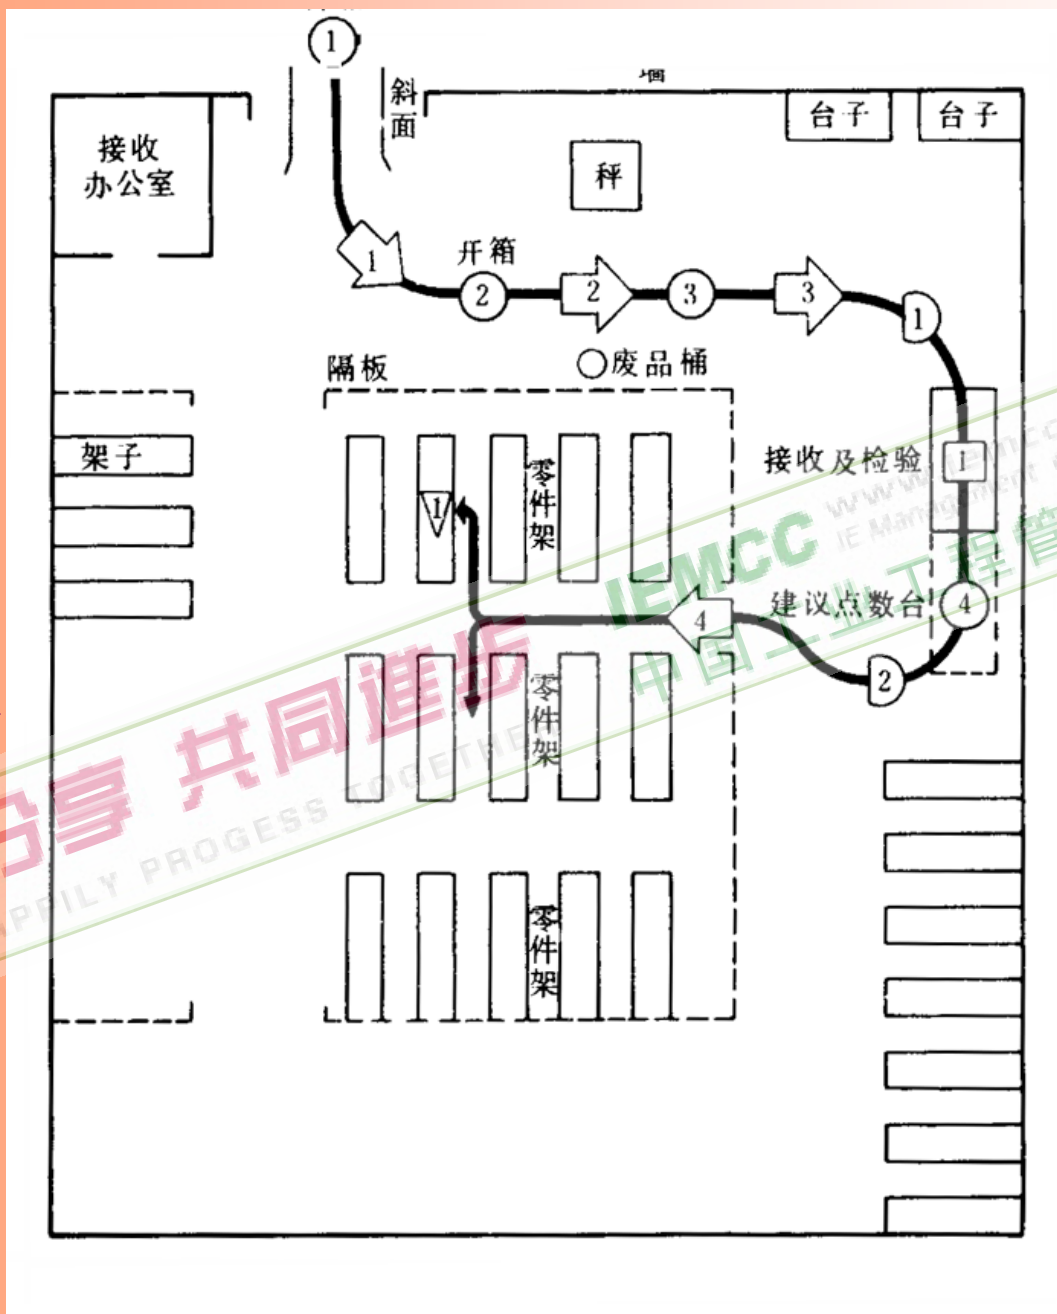 1
斜面
墙
台子
台子
接收
办公室
秤
1
开箱
2
2
3
3
1
隔板
废品桶
架子
零件架
1
接收及检验
1
www.iemcc
IE Management
IEMCC
中国工业工程管
建议点数台
4
4
2
零件架
分享 共同進步
APPILY PROGESS TOGETHER
零件架